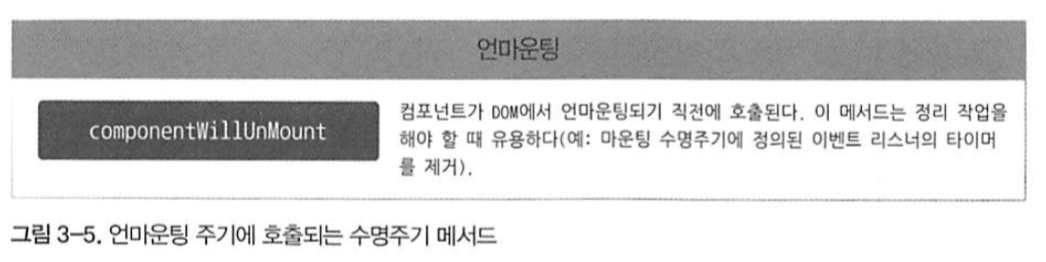 언마운팅
componentWillUnMount
컴포넌트가 DOM에서 언마운팅되기 직전에 호출된다. 이 메서드는 정리 작업을
해야 할 때 유용하다(예: 마운팅 수명주기에 정의된 이벤트 리스너의 타이머
를 제거).
그림 3-5. 언마운팅 주기에 호출되는 수명주기 메서드